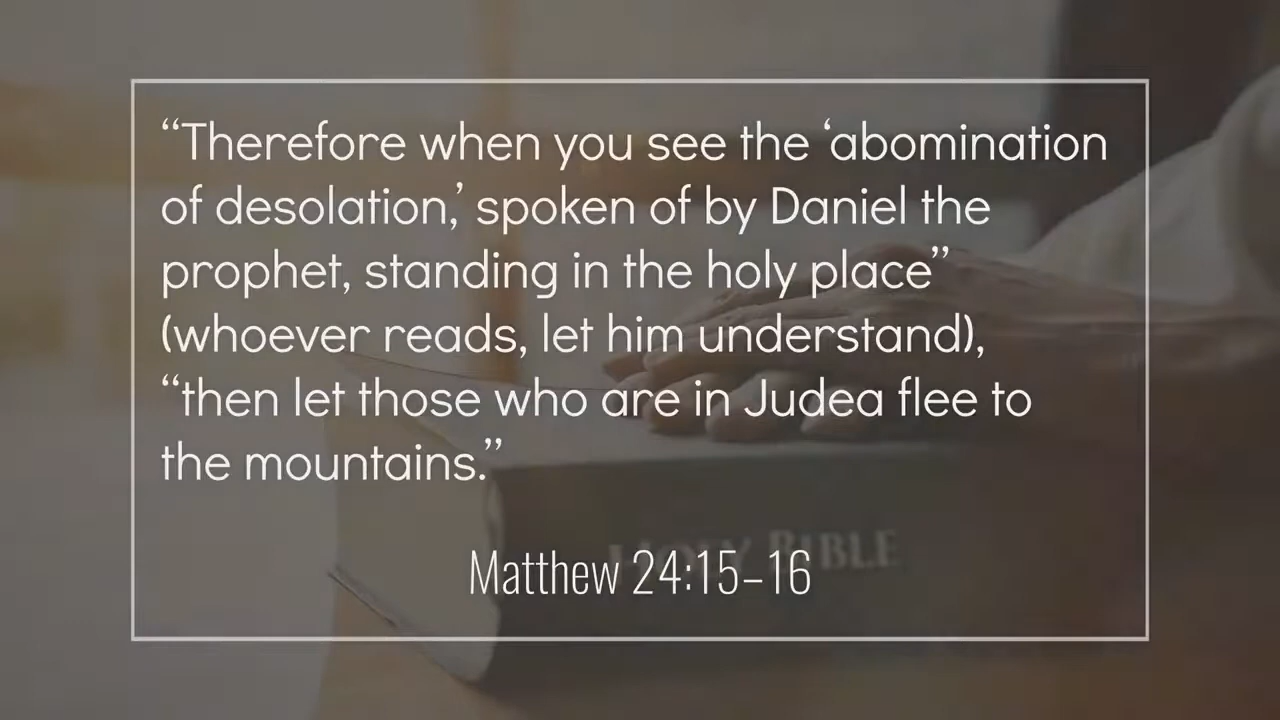 “Therefore when you see the ‘abomination
of desolation,’ spoken of by Daniel the
prophet, standing in the holy place”
(whoever reads, let him understand),
“then let those who are in Judea flee to
the mountains.”
Matthew 24:15–16
HOLY BIBLE